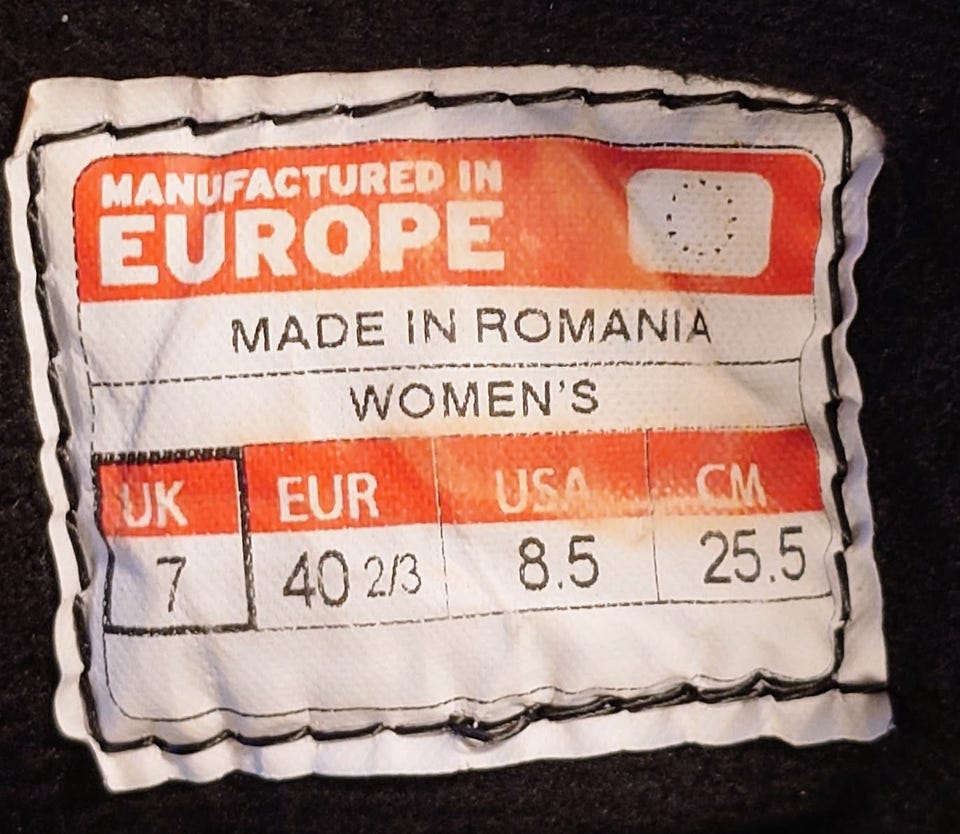 MANUFACTURED IN
EUROPE
MADE IN ROMANIA
WOMEN'S
UK EUR USA CM
7 40 2/3 8.5 25.5